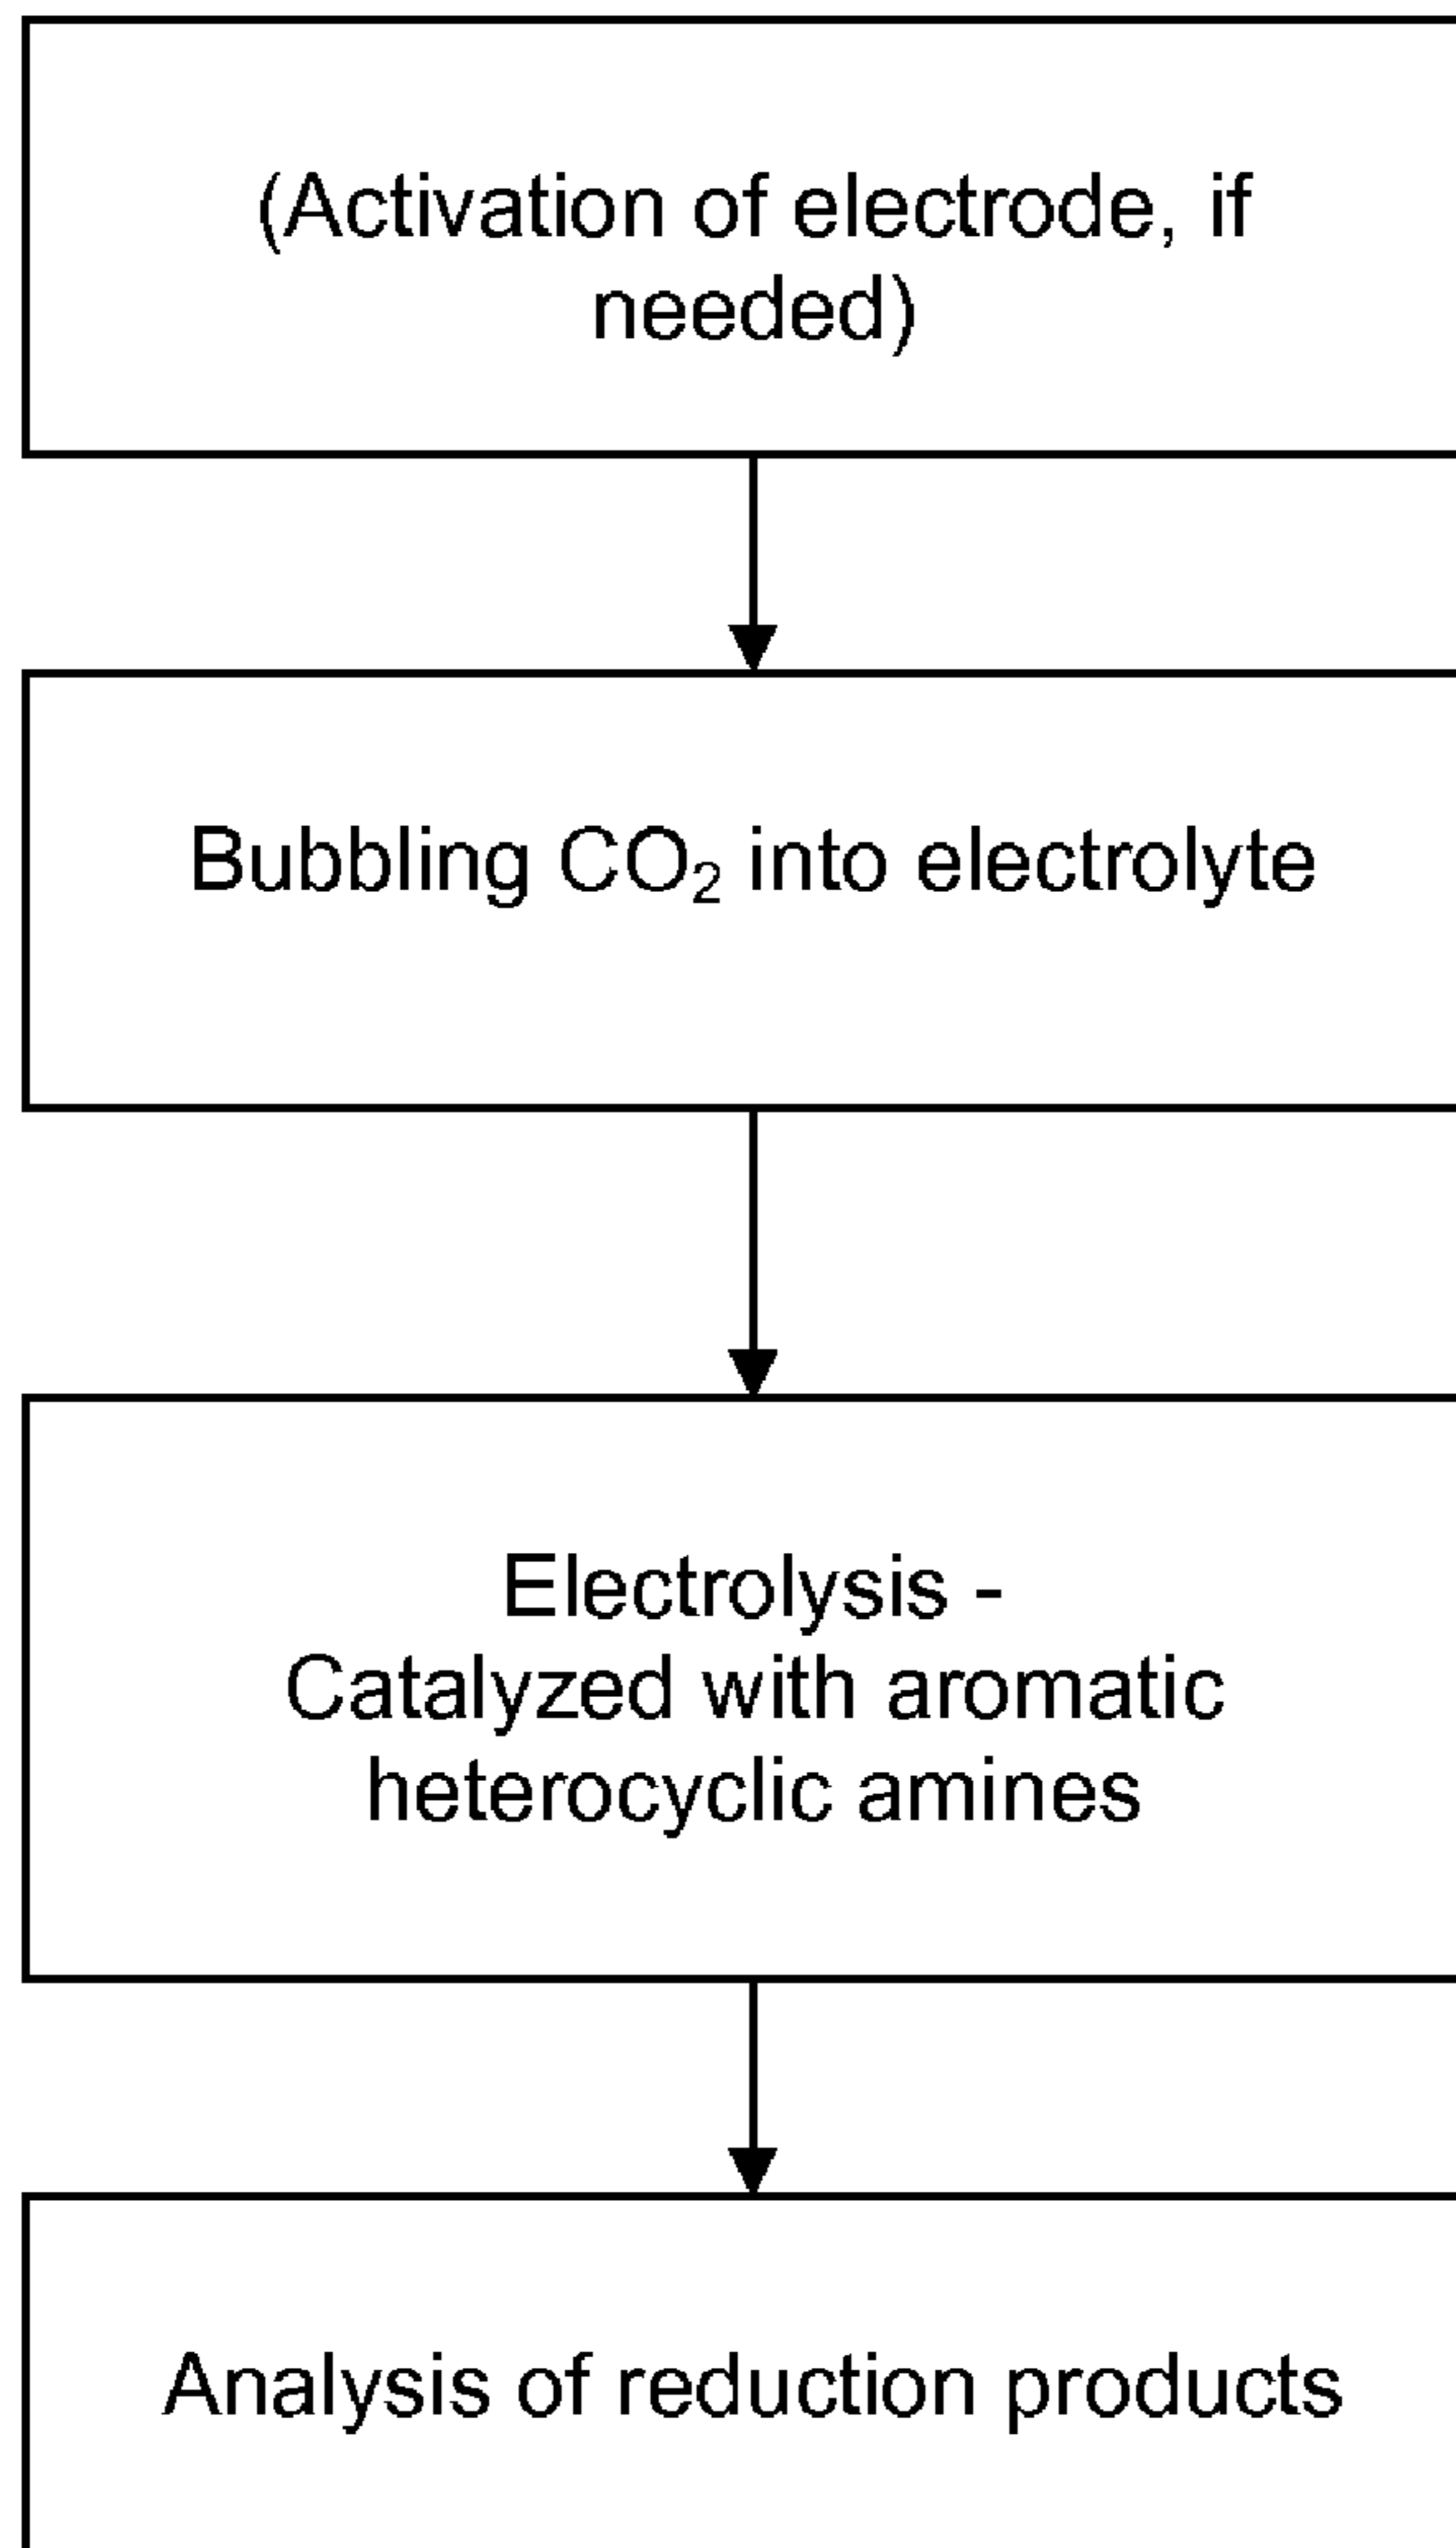 (Activation of electrode, if
needed)
Bubbling CO₂ into electrolyte
Electrolysis -
Catalyzed with aromatic
heterocyclic amines
Analysis of reduction products